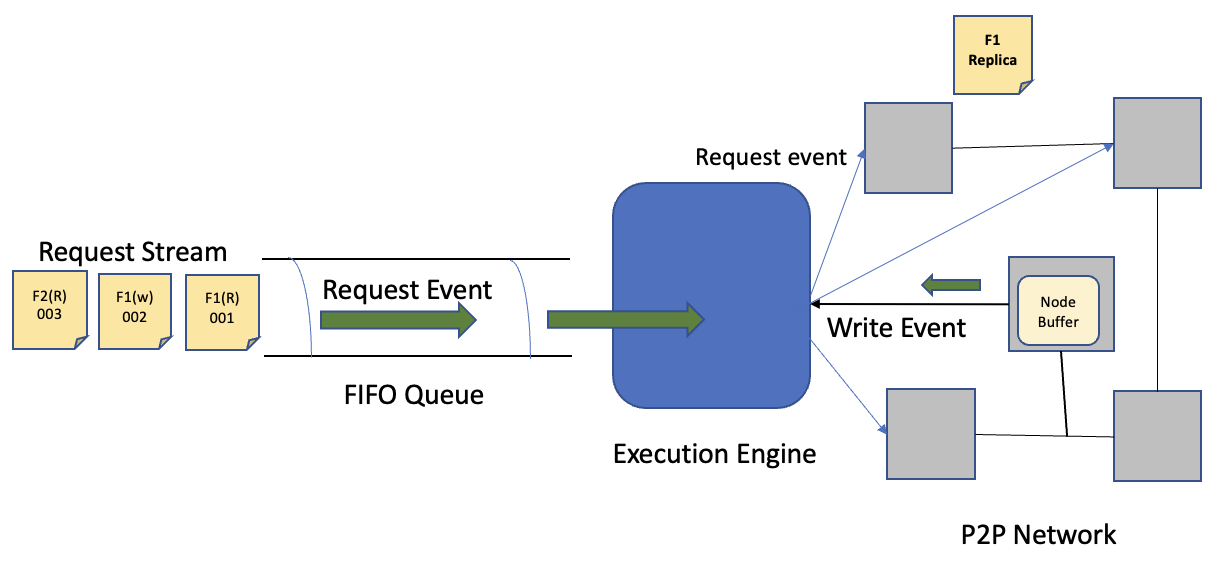 F1
Replica
Request event
Request Stream
F2(R)
003
F1(w)
002
F1(R)
001
Request Event
FIFO Queue
Execution Engine
Write Event
Node
Buffer
P2P Network